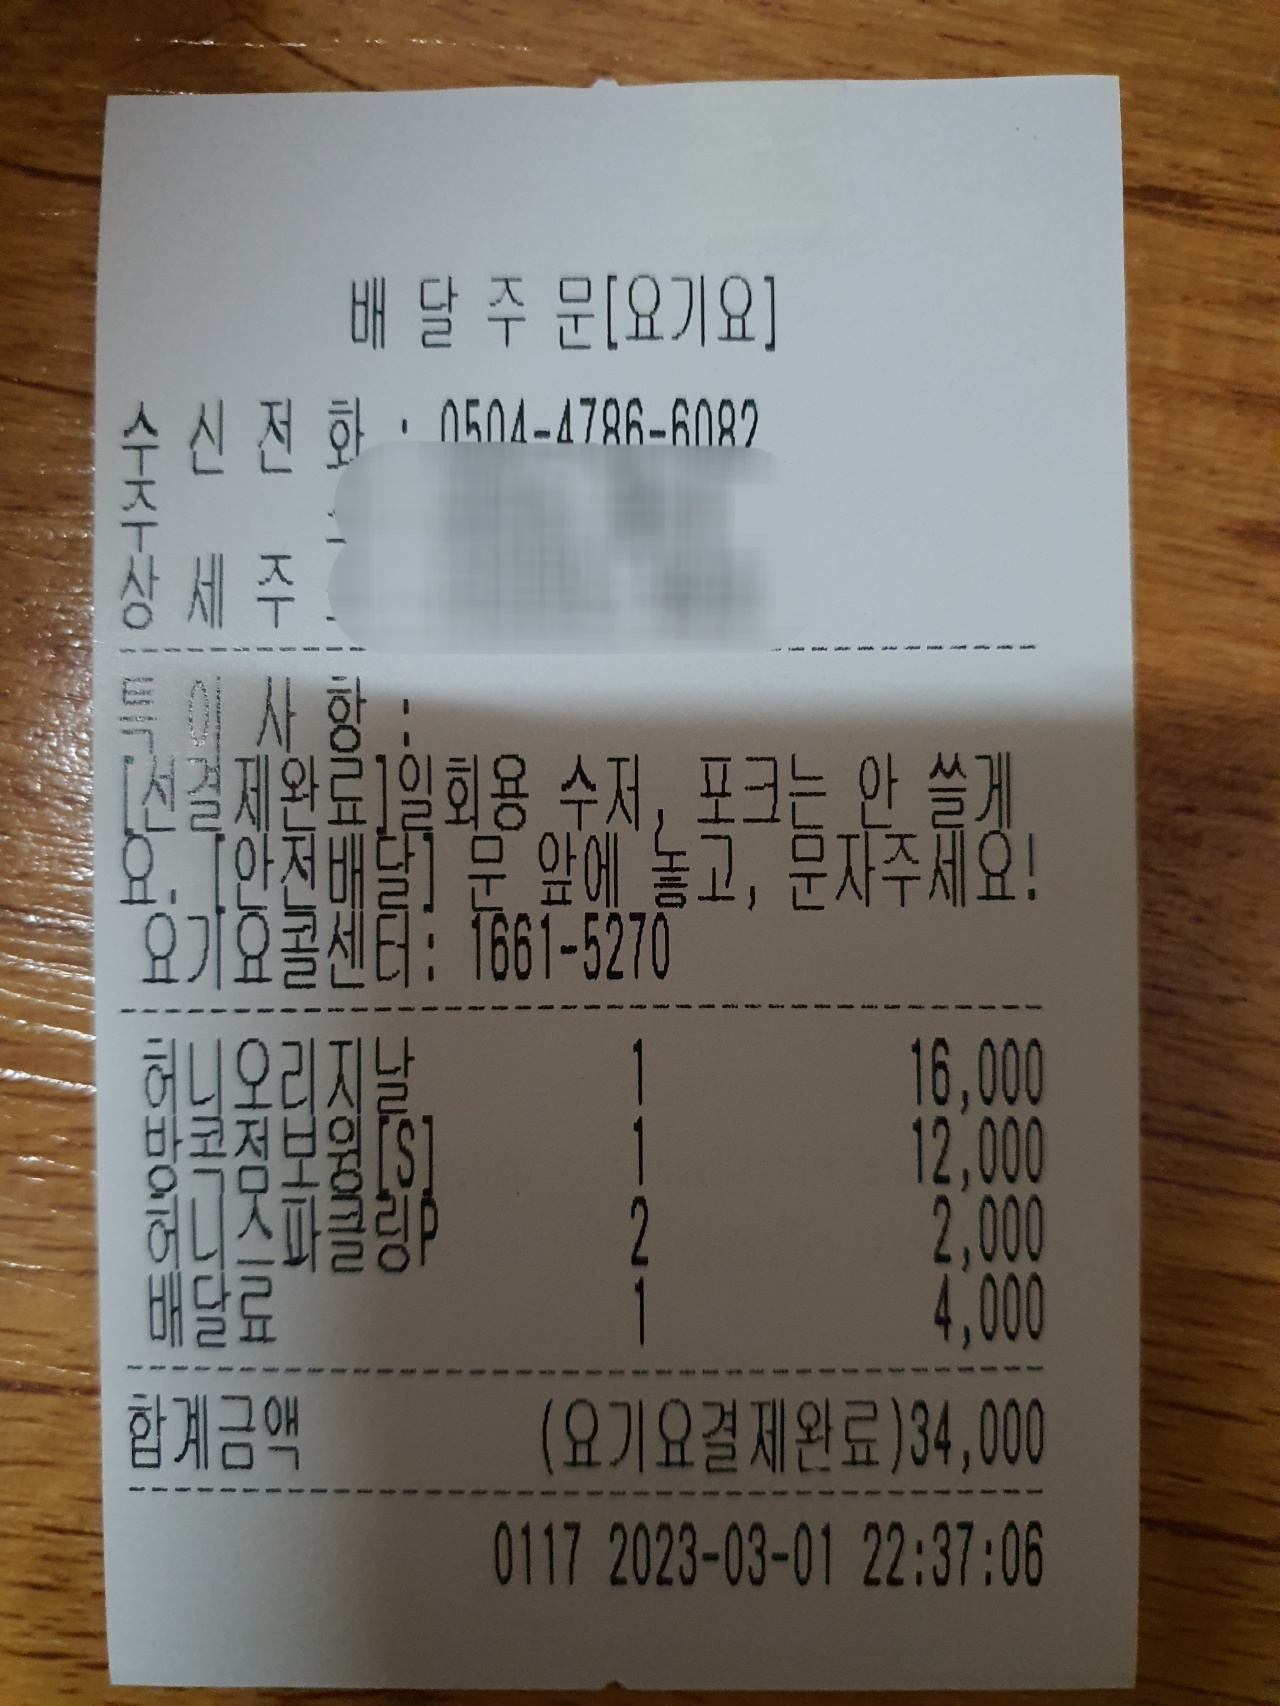 배 달 주 문[요기요]
수 신 전 화 : 0504-4786-6082
주
상 세 주
특 이 사 항 :
[선결제완료]일회용 수저, 포크는 안 쓸게
요. [안전배달] 문 앞에 놓고, 문자주세요!
요기요콜센터: 1661-5270
허니오리지날 1 16,000
방콕점보윙[S] 1 12,000
허니스파클링P 2 2,000
배달료 1 4,000
합계금액 (요기요결제완료)34,000
0117 2023-03-01 22:37:06